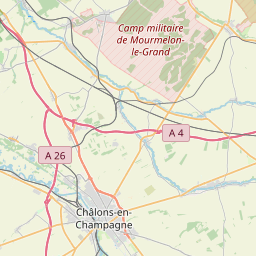 Camp militaire
de Mourmelon-
le-Grand
A 4
A 26
Châlons-en-
Champagne